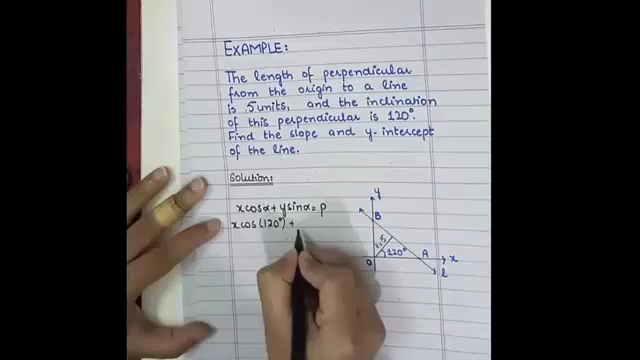 EXAMPLE:
The length of perpendicular
from the origin to a line
is 5units, and the inclination
of this perpendicular is 120°.
Find the slope and y-intercept
of the line.
Solution:
xcosα + ysinα = p
xcos(120°) +
y
B
5
120°
A
x
O
l